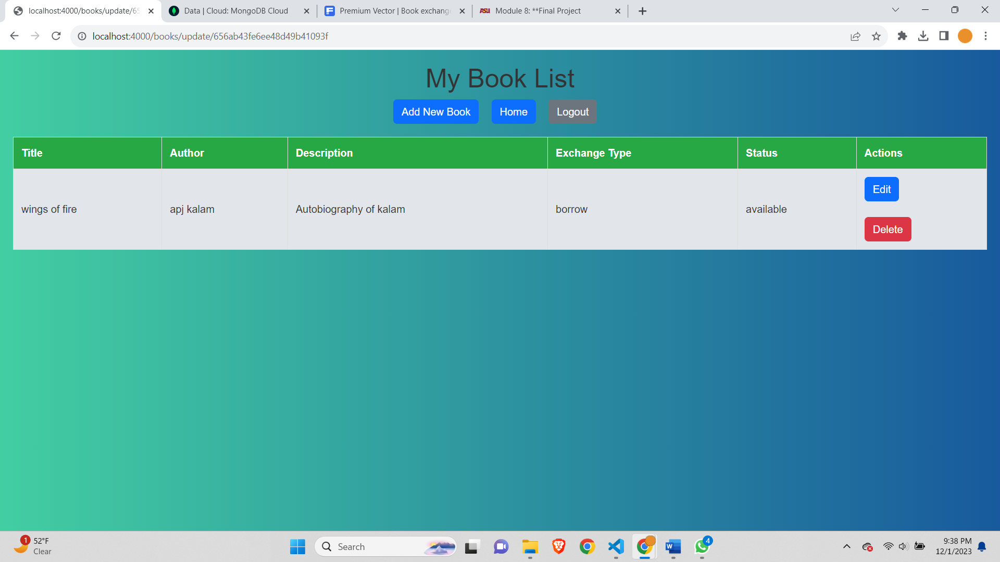 localhost:4000/books/update/65
Data | Cloud: MongoDB Cloud
Premium Vector | Book exchang
ASU
Module 8: **Final Project
localhost:4000/books/update/656ab43fe6ee48d49b41093f
My Book List
Add New Book
Home
Logout
Title
Author
Description
Exchange Type
Status
Actions
wings of fire
apj kalam
Autobiography of kalam
borrow
available
Edit
Delete
1
52°F
Clear
Search
W
4
9:38 PM
12/1/2023